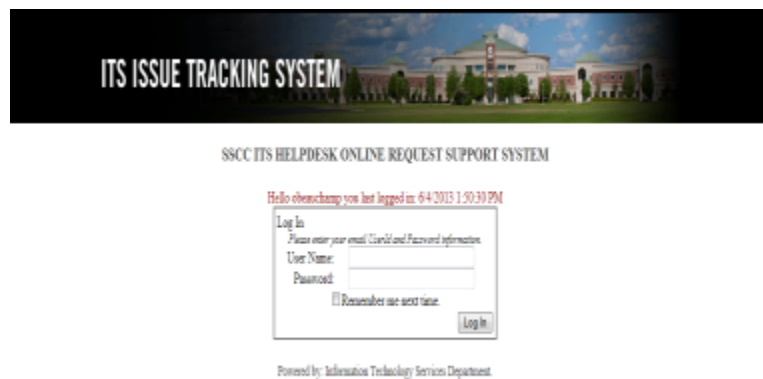 ITS ISSUE TRACKING SYSTEM
SSCC ITS HELPDESK ONLINE REQUEST SUPPORT SYSTEM
Hello obeauchamp you last logged in: 6/4/2013 1:50:30 PM
Log In
Please enter your email UserId and Password information.
User Name:
Password:
Remember me next time.
Log In
Powered by: Information Technology Services Department.